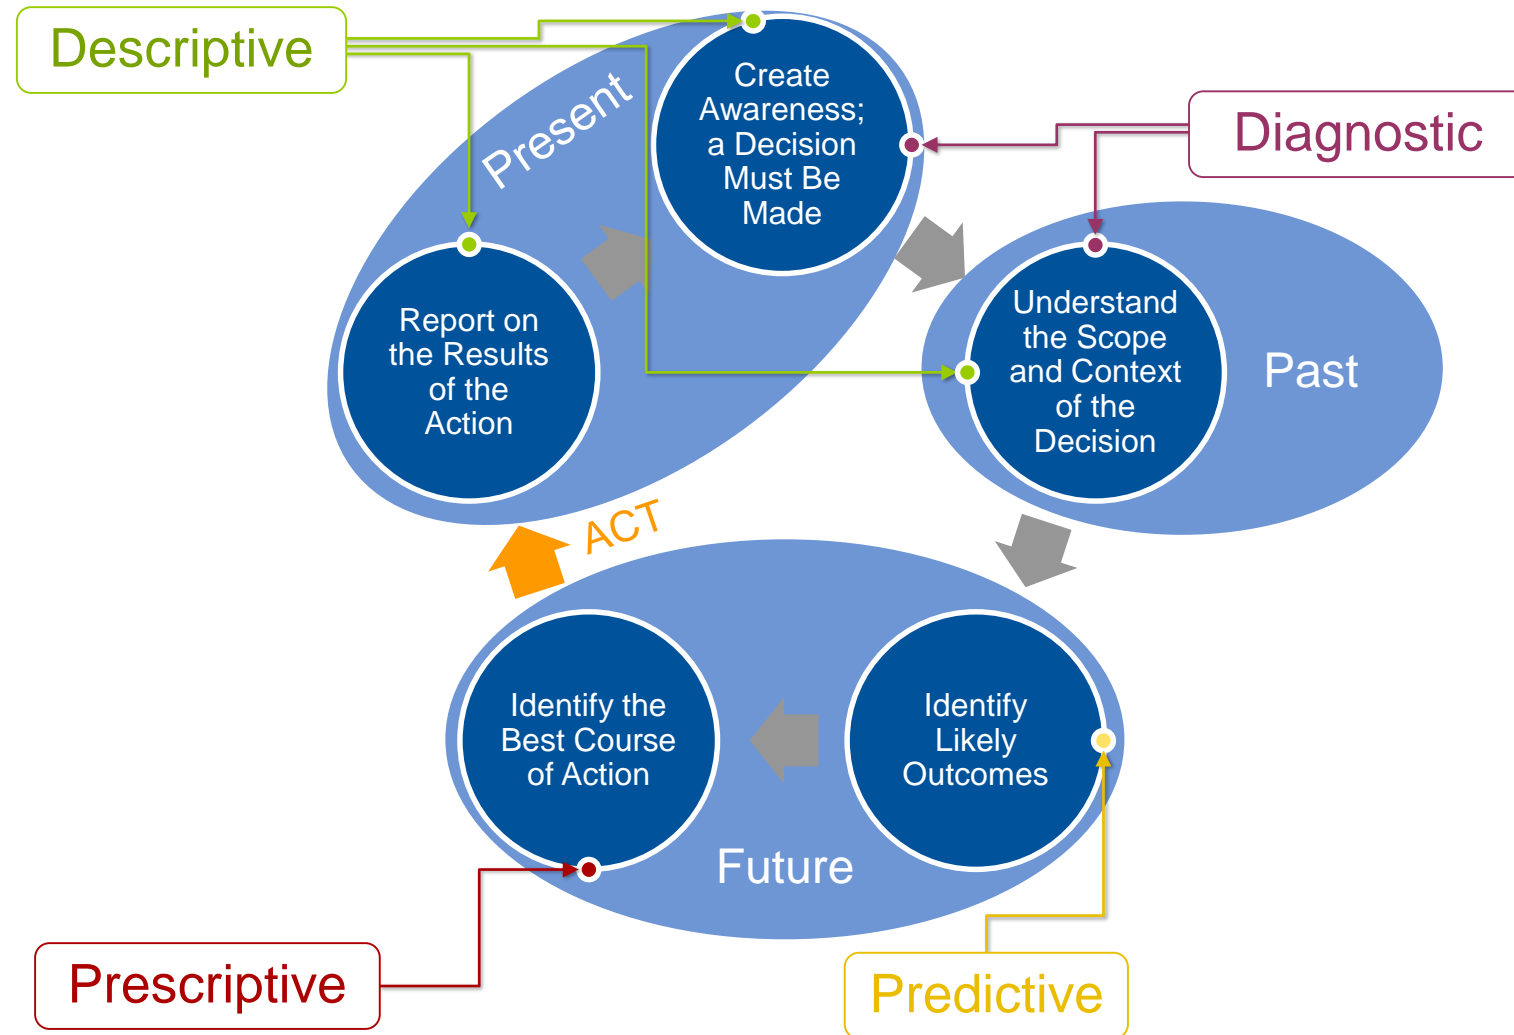 Descriptive
Create
Awareness;
a Decision
Must Be
Made
Present
Diagnostic
Report on
the Results
of the
Action
Understand
the Scope
and Context
of the
Decision
Past
ACT
Identify the
Best Course
of Action
Identify
Likely
Outcomes
Future
Prescriptive
Predictive